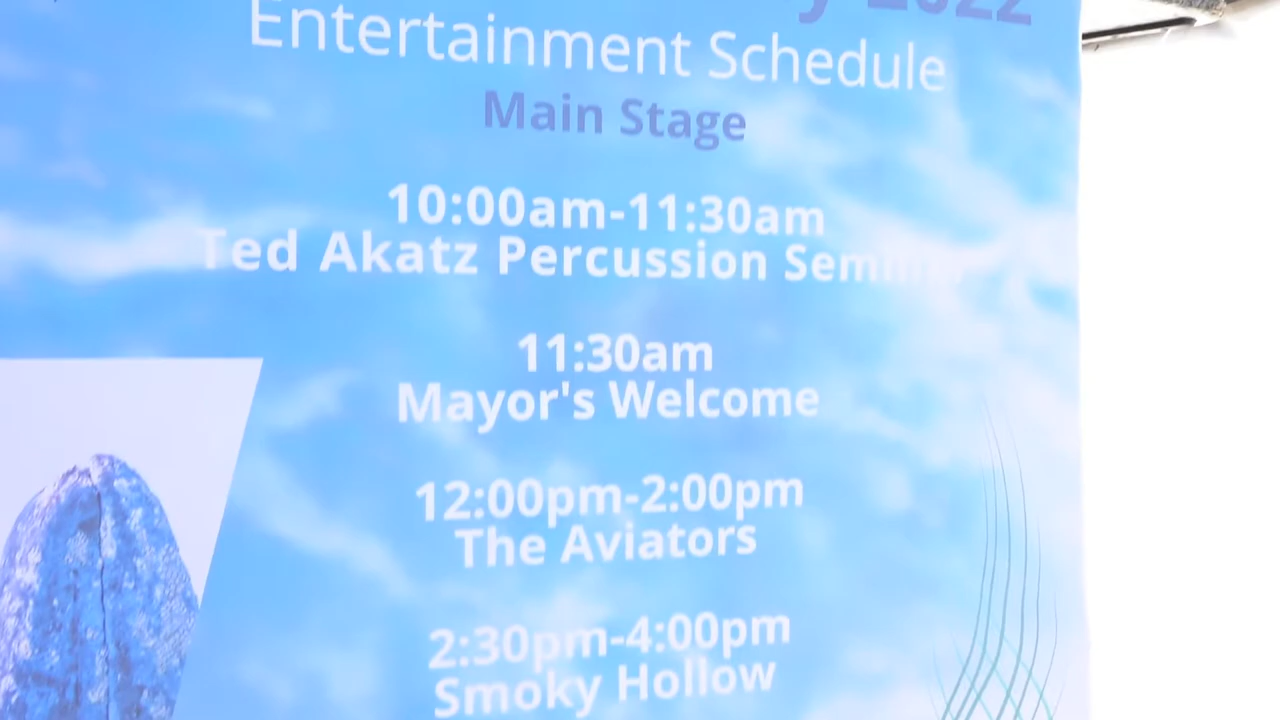 2022
Entertainment Schedule
Main Stage
10:00am-11:30am
Ted Akatz Percussion
11:30am
Mayor's Welcome
12:00pm-2:00pm
The Aviators
2:30pm-4:00pm
Smoky Hollow